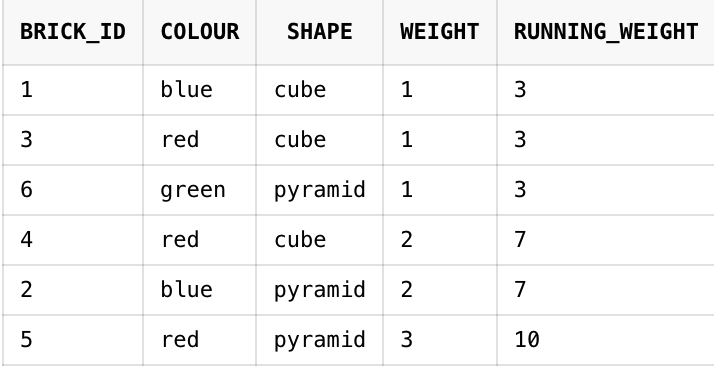 BRICK_ID COLOUR SHAPE WEIGHT RUNNING_WEIGHT
1 blue cube 1 3
3 red cube 1 3
6 green pyramid 1 3
4 red cube 2 7
2 blue pyramid 2 7
5 red pyramid 3 10